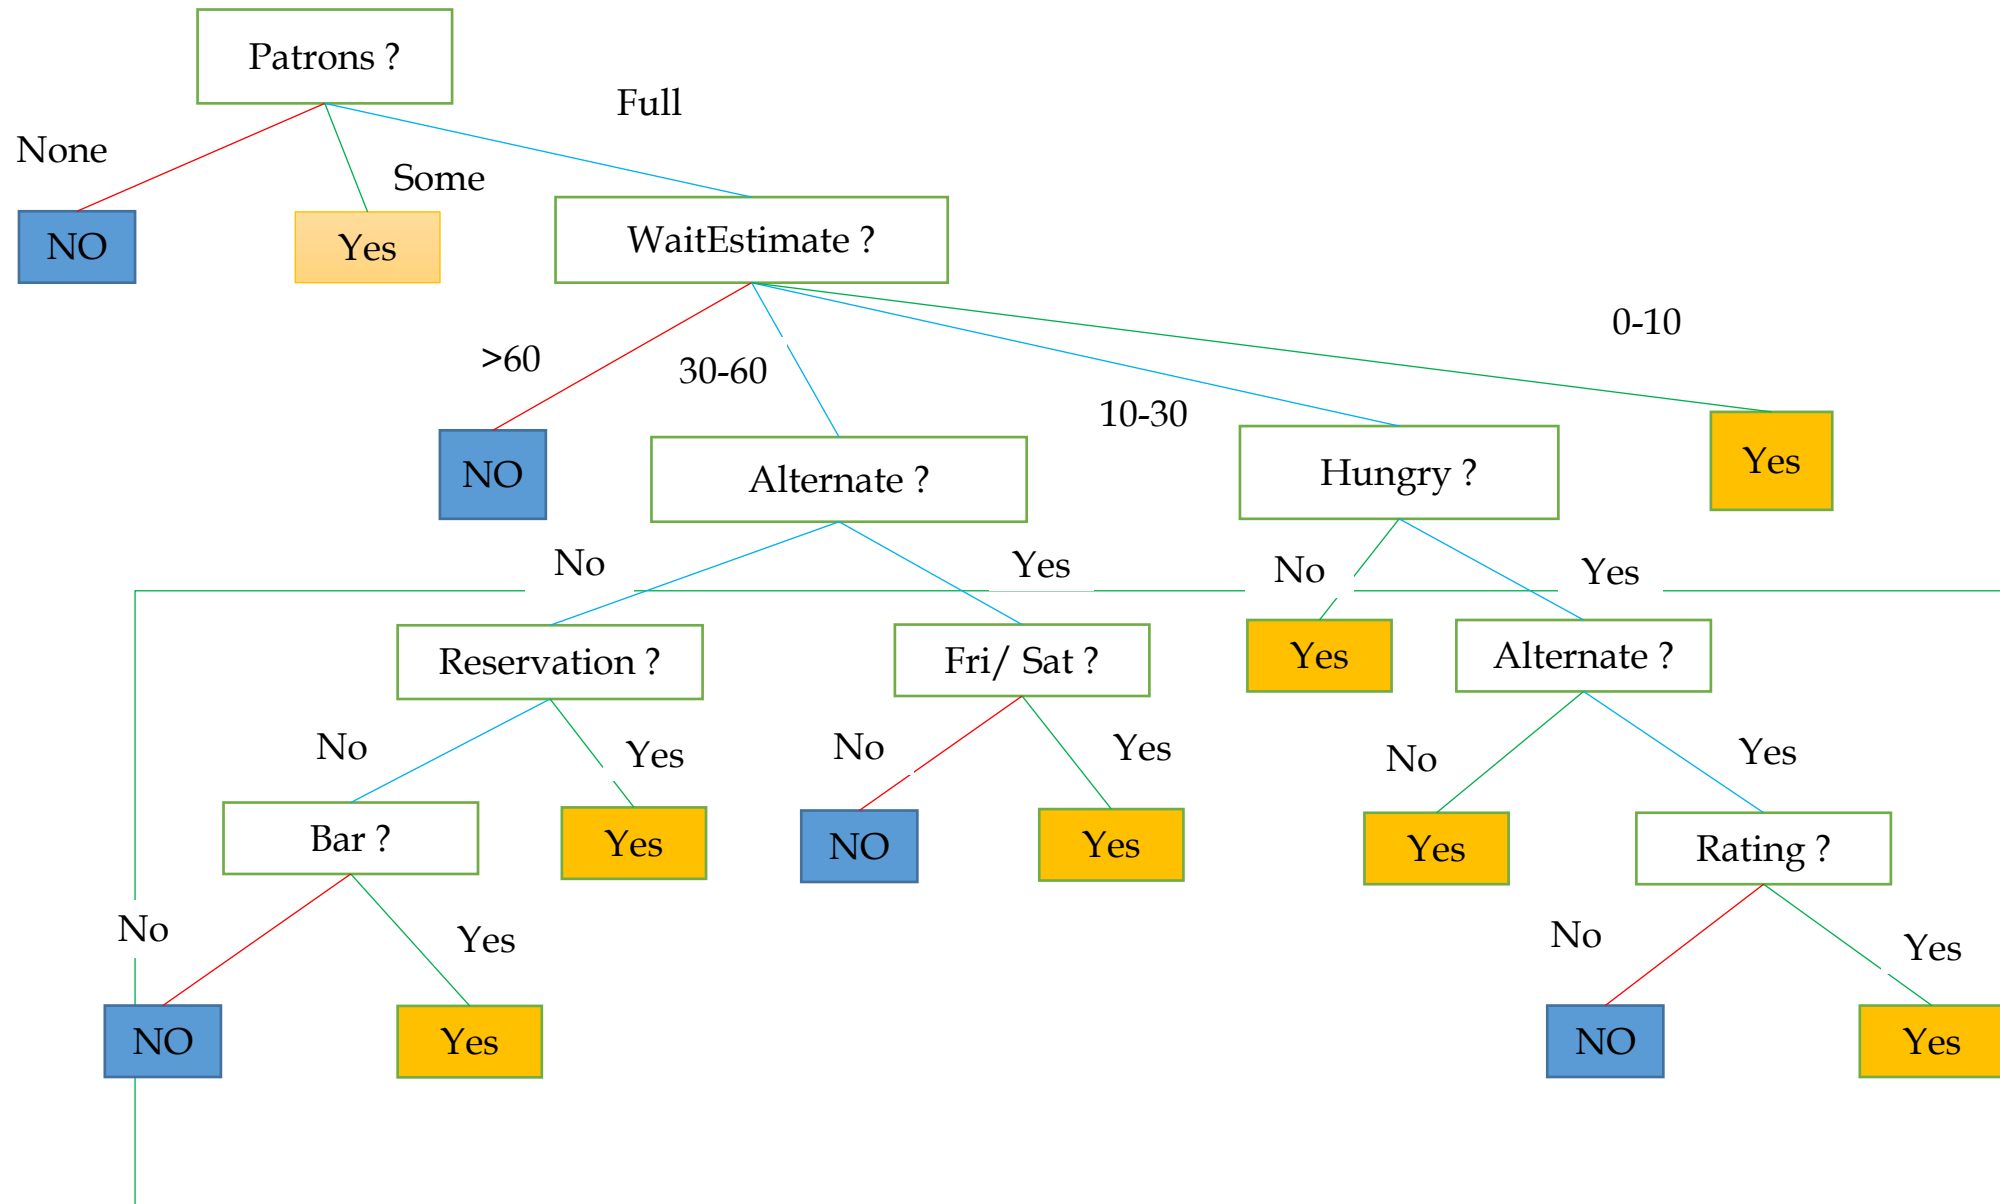 Patrons ?
Full
None
Some
NO
Yes
WaitEstimate ?
0-10
>60
30-60
10-30
NO
Alternate ?
Hungry ?
Yes
No
Yes
No
Yes
Reservation ?
Fri/ Sat ?
Yes
Alternate ?
No
Yes
No
Yes
No
Yes
Bar ?
Yes
NO
Yes
Yes
Rating ?
No
Yes
No
Yes
NO
Yes
NO
Yes